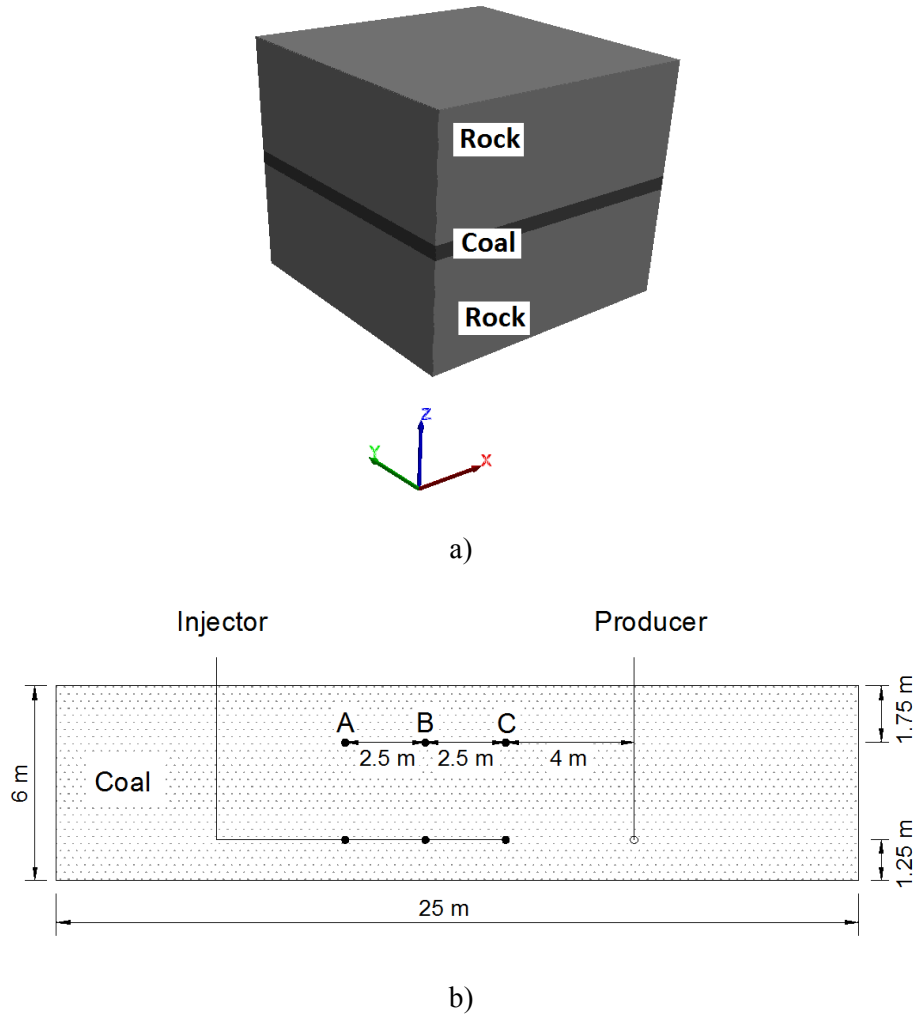 Rock
Coal
Rock
Z
Y
X
a)
Injector
Producer
A
B
C
2.5 m
2.5 m
4 m
1.75 m
6 m
Coal
1.25 m
25 m
b)